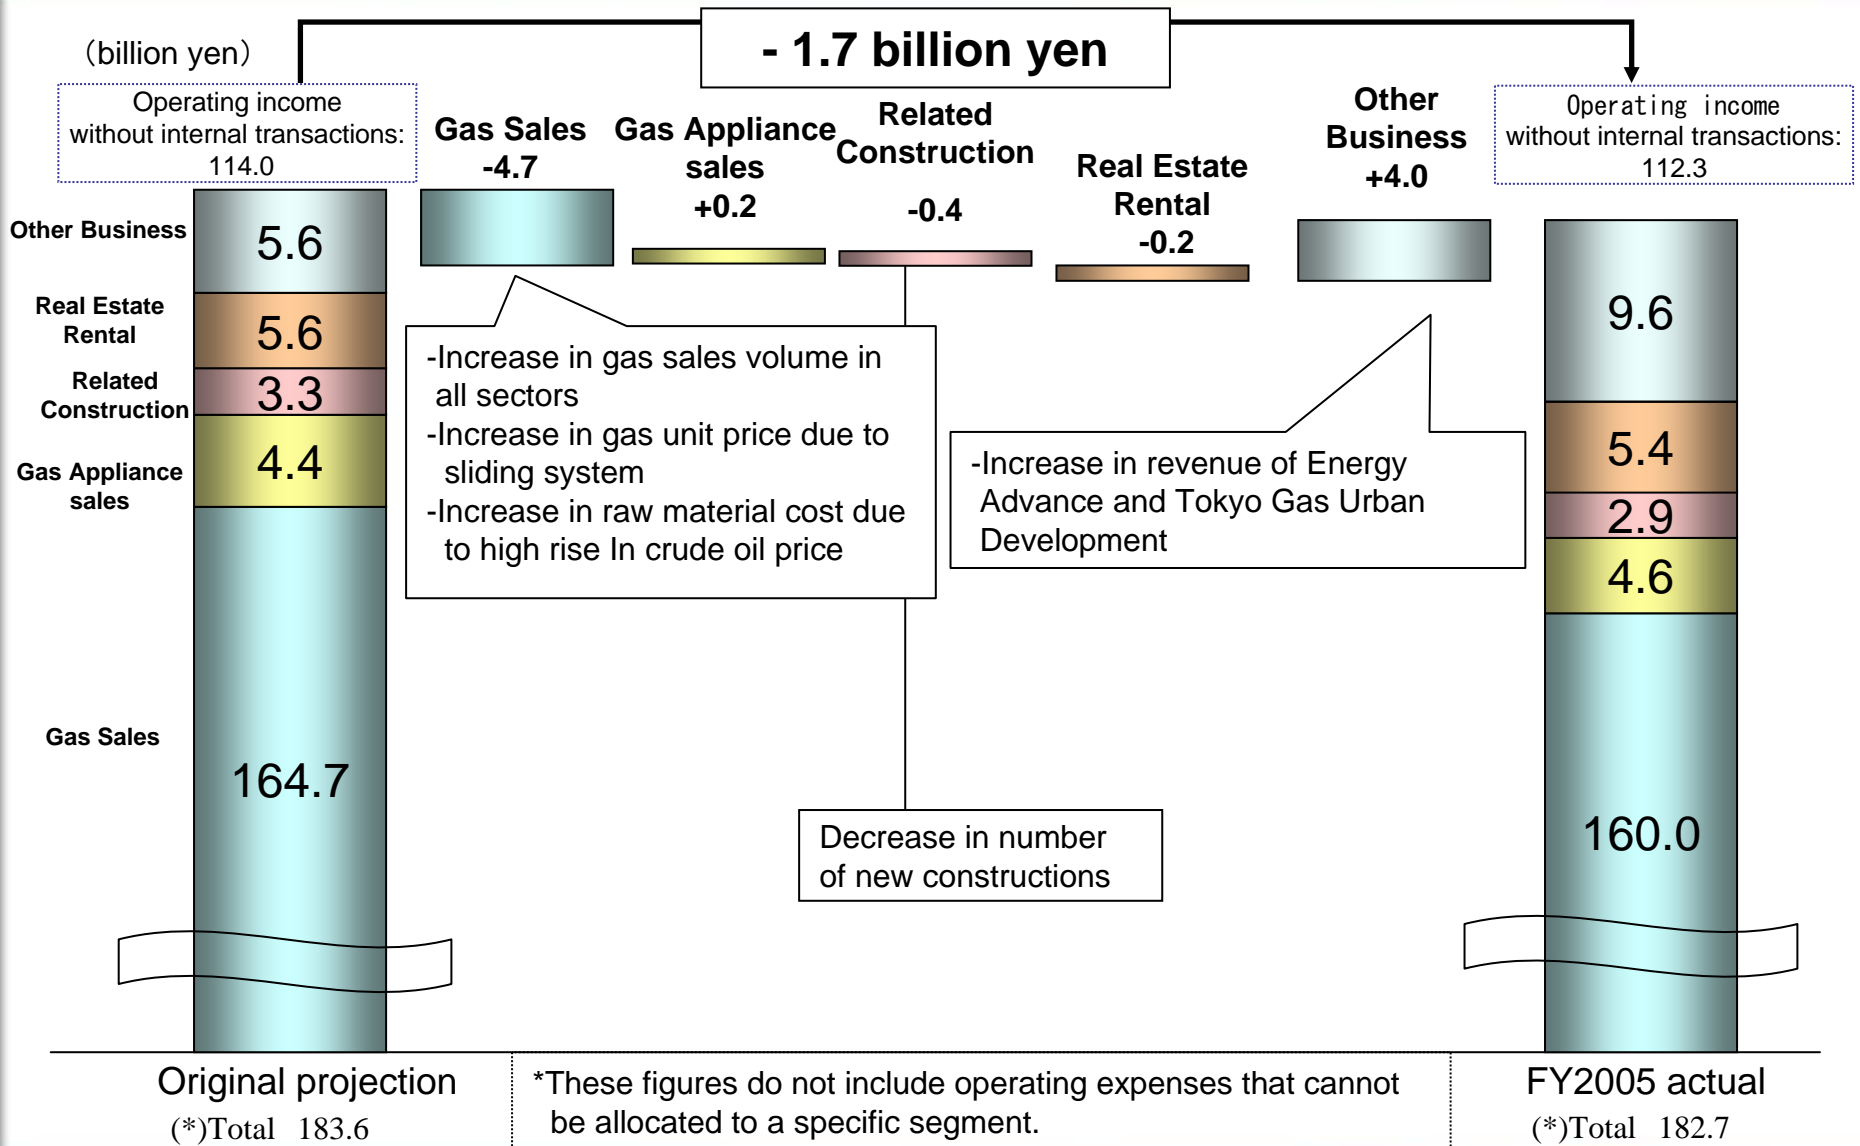 - 1.7 billion yen
（billion yen）
Operating income
without internal transactions:
114.0
Gas Sales
-4.7
Gas Appliance
sales
+0.2
Related
Construction
-0.4
Real Estate
Rental
-0.2
Other
Business
+4.0
Operating income
without internal transactions:
112.3
Other Business
5.6
Real Estate
Rental
5.6
Related
Construction
3.3
Gas Appliance
sales
4.4
Gas Sales
164.7
-Increase in gas sales volume in
all sectors
-Increase in gas unit price due to
sliding system
-Increase in raw material cost due
to high rise In crude oil price
-Increase in revenue of Energy
Advance and Tokyo Gas Urban
Development
Decrease in number
of new constructions
9.6
5.4
2.9
4.6
160.0
Original projection
(*)Total 183.6
*These figures do not include operating expenses that cannot
be allocated to a specific segment.
FY2005 actual
(*)Total 182.7